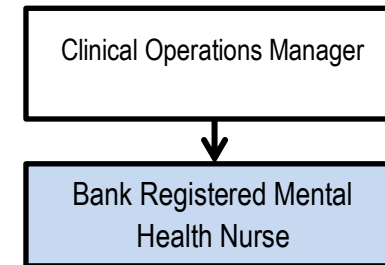 Clinical Operations Manager
Bank Registered Mental
Health Nurse